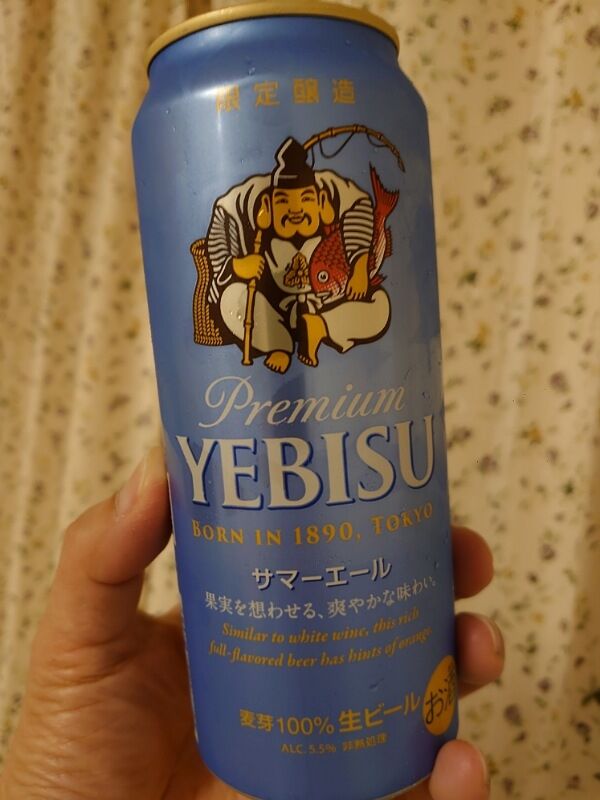 限定醸造
Premium
YEBISU
BORN IN 1890, TOKYO
サマーエール
果実を想わせる、爽やかな味わい。
Similar to white wine, this rich
full-flavored beer has hints of orange.
麦芽100% 生ビール
お酒
ALC. 5.5% 非熱処理